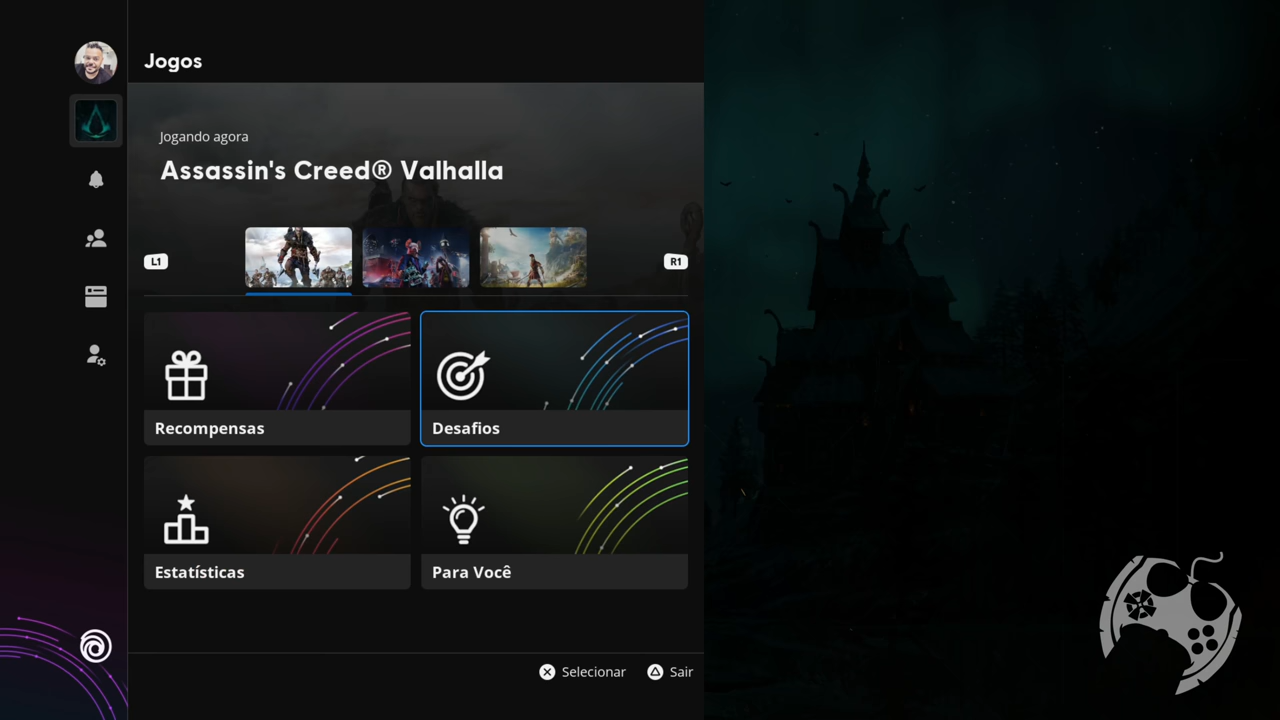 Jogos
Jogando agora
Assassin's Creed® Valhalla
L1
R1
Recompensas
Desafios
Estatísticas
Para Você
Selecionar
Sair